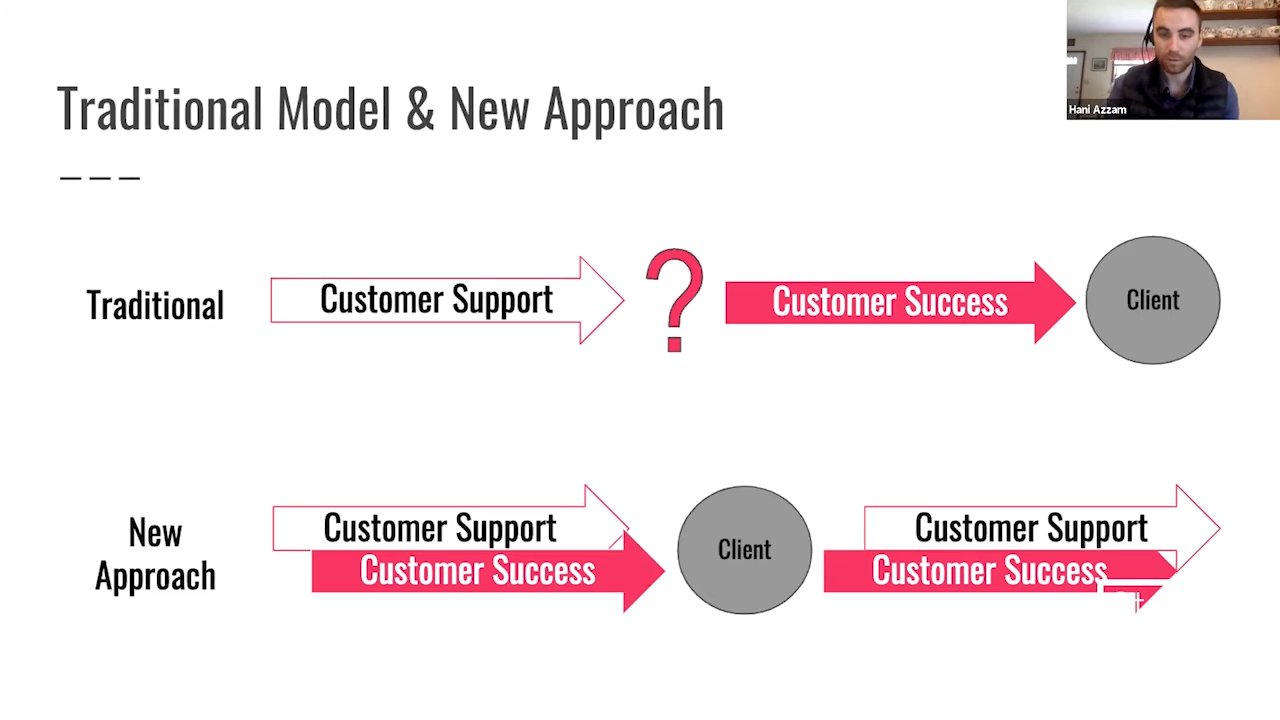 Hani Azzam
Traditional Model & New Approach
Traditional
Customer Support
?
Customer Success
Client
New
Approach
Customer Support
Customer Success
Client
Customer Support
Customer Success